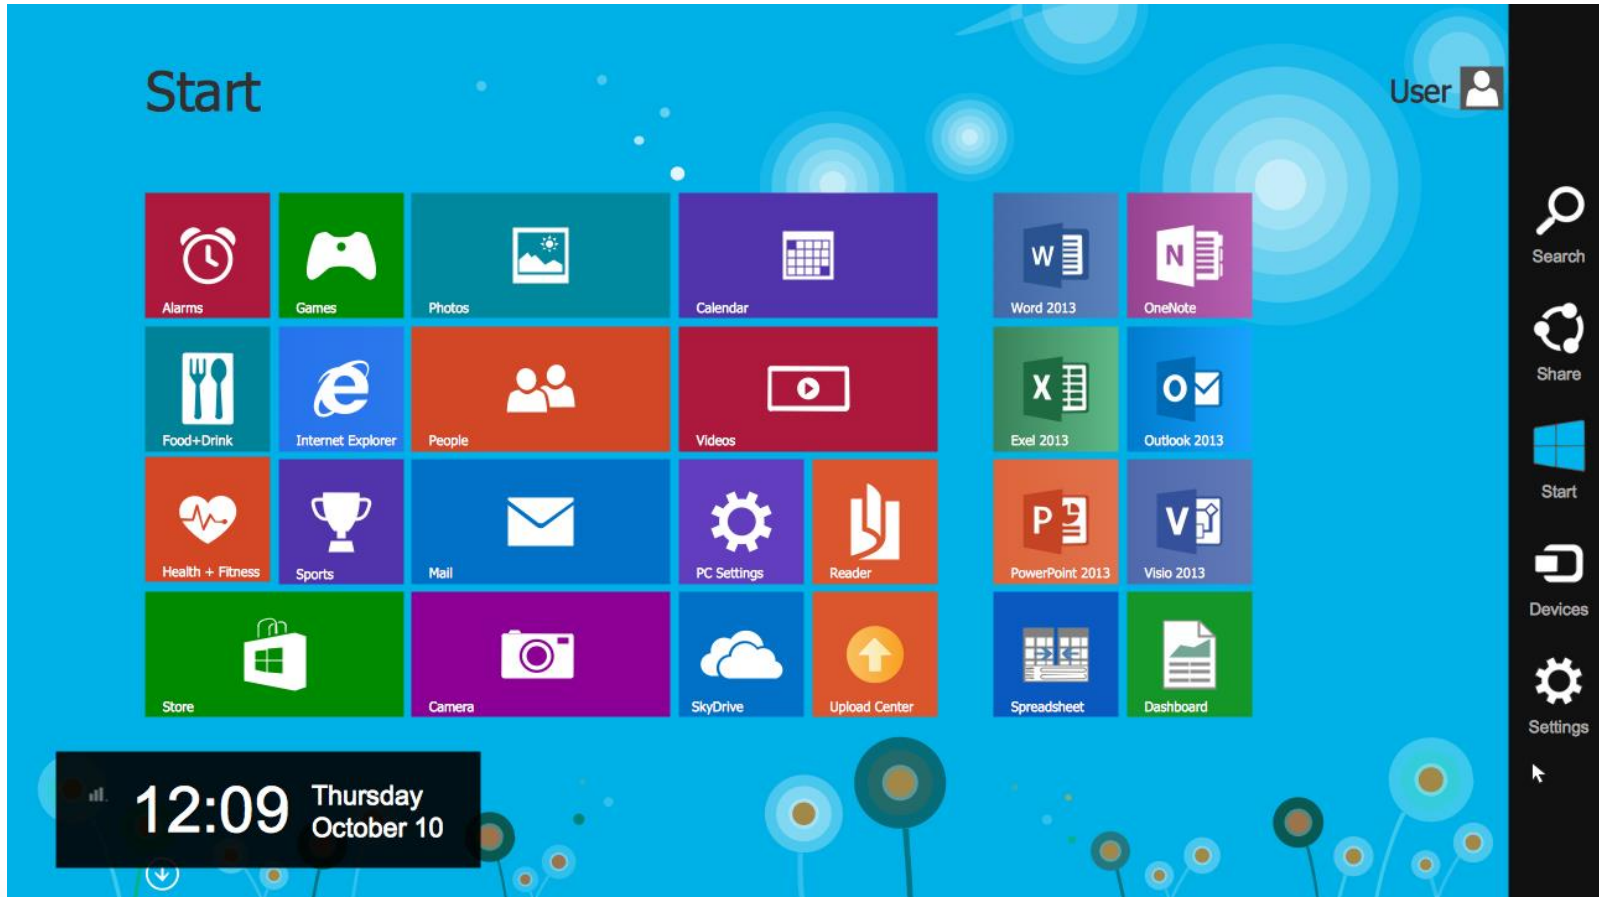 Start
User
Alarms
Games
Photos
Calendar
W
Word 2013
N
OneNote
Food+Drink
Internet Explorer
People
Videos
X
Exel 2013
O
Outlook 2013
Health + Fitness
Sports
Mail
PC Settings
Reader
P
PowerPoint 2013
V
Visio 2013
Store
Camera
SkyDrive
Upload Center
Spreadsheet
Dashboard
12:09
Thursday
October 10
Search
Share
Start
Devices
Settings